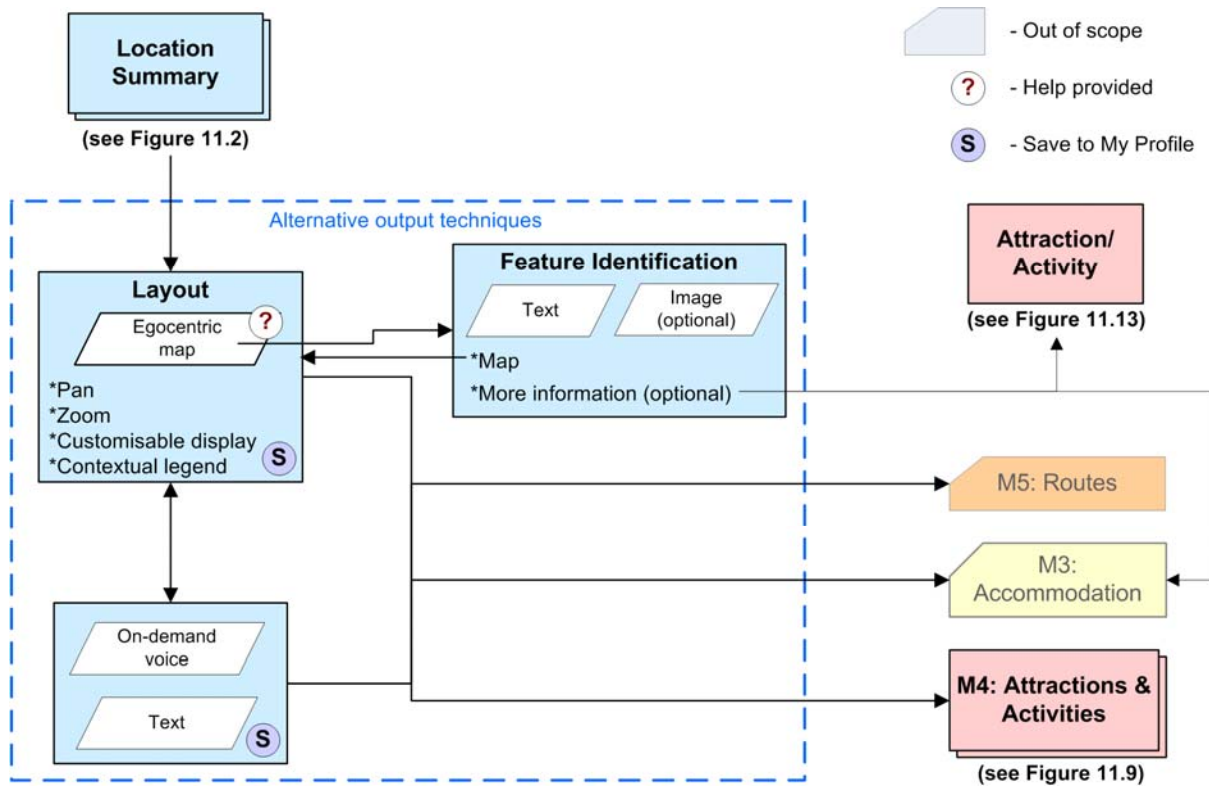 Location
Summary
(see Figure 11.2)
- Out of scope
?
- Help provided
S
- Save to My Profile
Alternative output techniques
Layout
Egocentric
map
?
*Pan
*Zoom
*Customisable display
*Contextual legend
S
Feature Identification
Text
Image
(optional)
*Map
*More information (optional)
Attraction/
Activity
(see Figure 11.13)
M5: Routes
M3:
Accommodation
On-demand
voice
Text
S
M4: Attractions &
Activities
(see Figure 11.9)